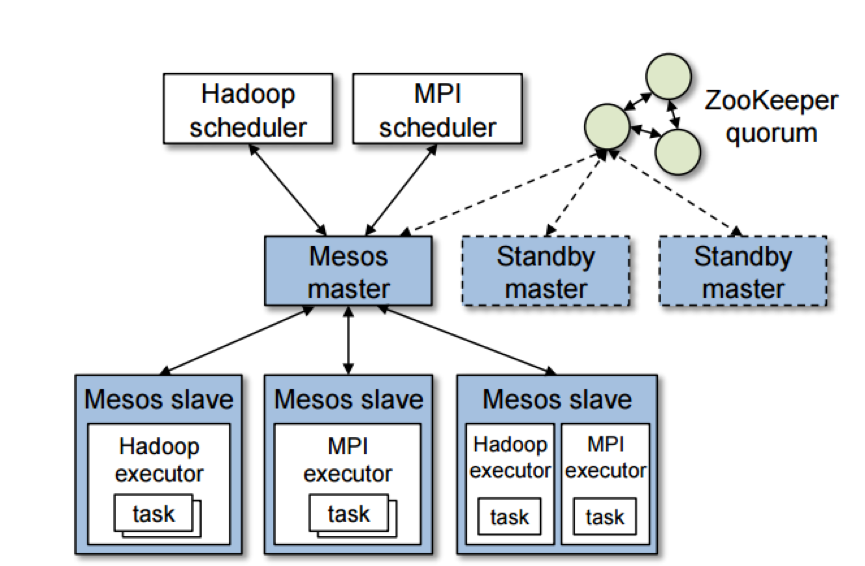 Hadoop
scheduler
MPI
scheduler
ZooKeeper
quorum
Mesos
master
Standby
master
Standby
master
Mesos slave
Hadoop
executor
task
Mesos slave
MPI
executor
task
Mesos slave
Hadoop
executor
task
MPI
executor
task